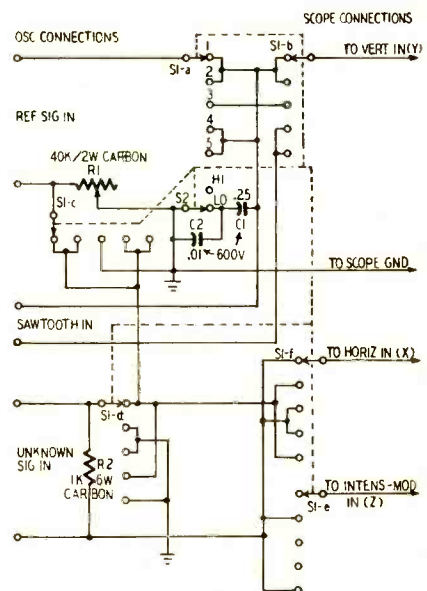 SCOPE CONNECTIONS
OSC CONNECTIONS
1
S1-b
TO VERT IN(Y)
S1-a
2
3
REF SIG IN
4
5
40K/2W CARBON
R1
HI
S1-c
S2
LO
.25
C2
C1
.01
600V
TO SCOPE GND
SAWTOOTH IN
S1-f
TO HORIZ IN (X)
S1-d
UNKNOWN
SIG IN
R2
1K 6W
CARBON
TO INTENS-MOD
IN (Z)
S1-e